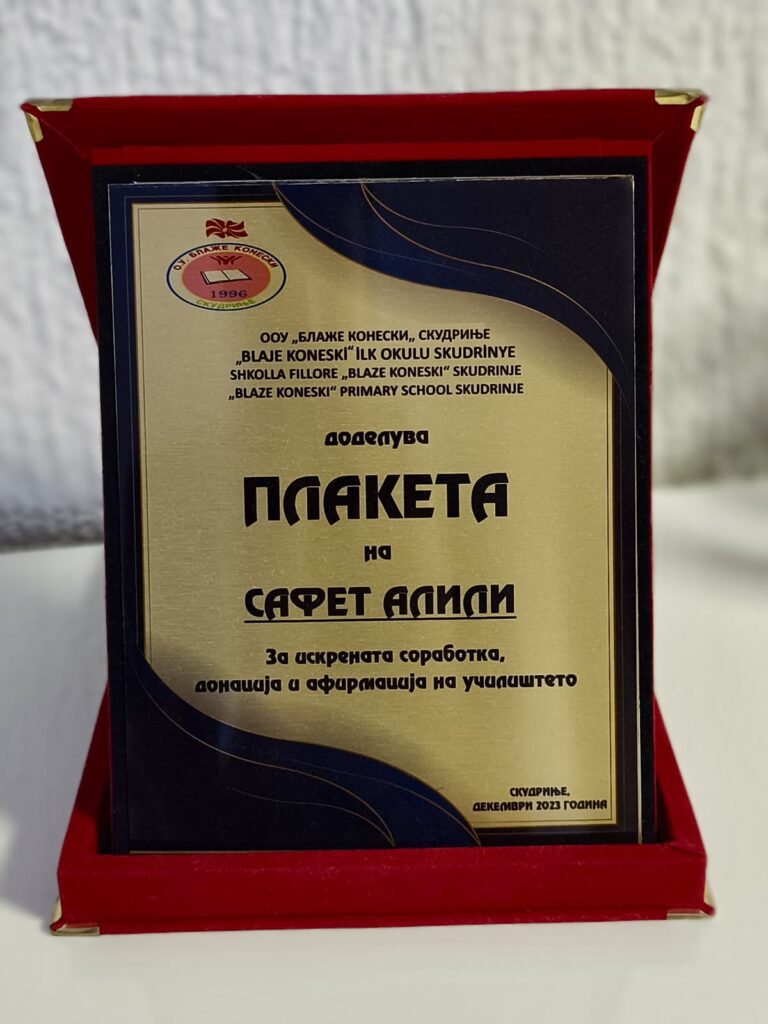 О.У. БЛАЖЕ КОНЕСКИ
1996
СКУДРИЊЕ
ООУ „БЛАЖЕ КОНЕСКИ„ СКУДРИЊЕ
„BLAJE KONESKI“ İLK OKULU SKUDRİNYE
SHKOLLA FILLORE „BLAZE KONESKI“ SKUDRINJE
„BLAZE KONESKI“ PRIMARY SCHOOL SKUDRINJE
доделува
ПЛАКЕТА
на
САФЕТ АЛИЛИ
За искрената соработка,
донација и афирмација на училиштето
СКУДРИЊЕ,
ДЕКЕМВРИ 2023 ГОДИНА